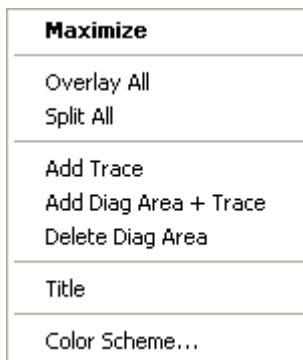 Maximize
Overlay All
Split All
Add Trace
Add Diag Area + Trace
Delete Diag Area
Title
Color Scheme...